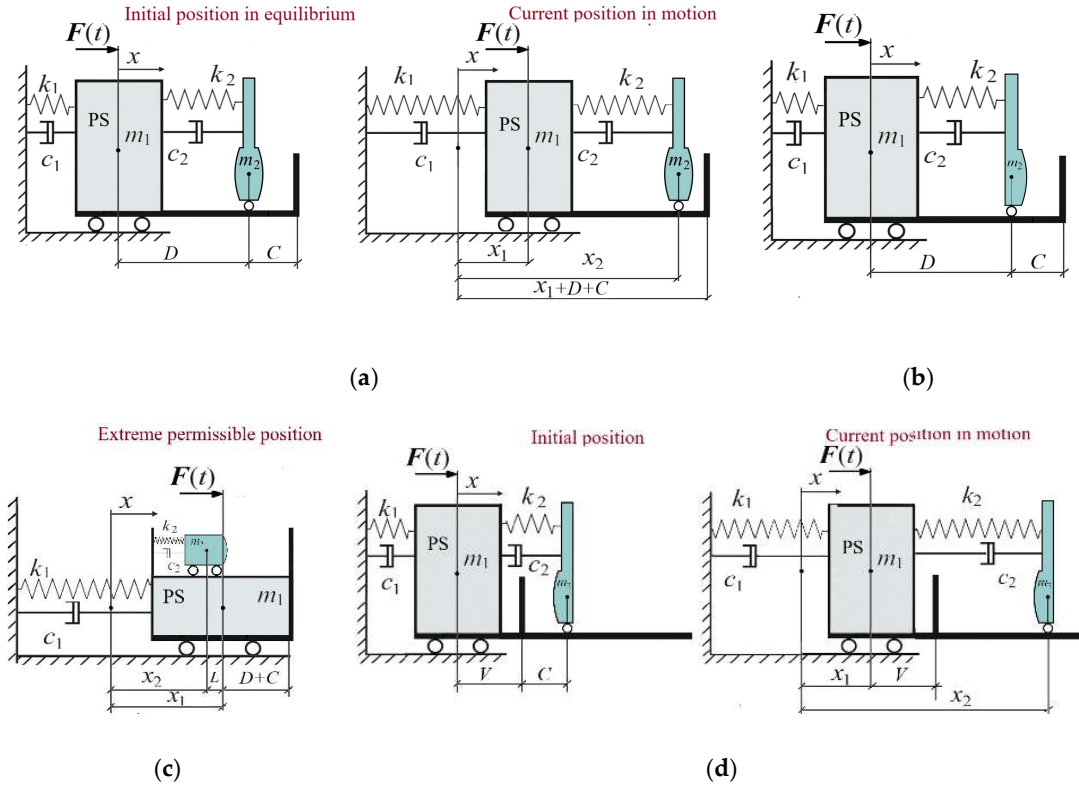 Initial position in equilibrium
Current position in motion
F(t)
F(t)
F(t)
x
x
k1
k2
k1
k2
k1
k2
PS
m1
m2
c1
c2
PS
m1
m2
c1
c2
PS
m1
m2
c1
c2
D
C
x1
x2
x1+D+C
D
C
(a)
(b)
Extreme permissible position
Initial position
Current position in motion
F(t)
F(t)
F(t)
x
x
x
k1
k2
c2
PS
m1
c1
x2
L
D+C
x1
k1
k2
PS
m1
c1
c2
V
C
k1
k2
PS
m1
c1
c2
x1
V
x2
(c)
(d)